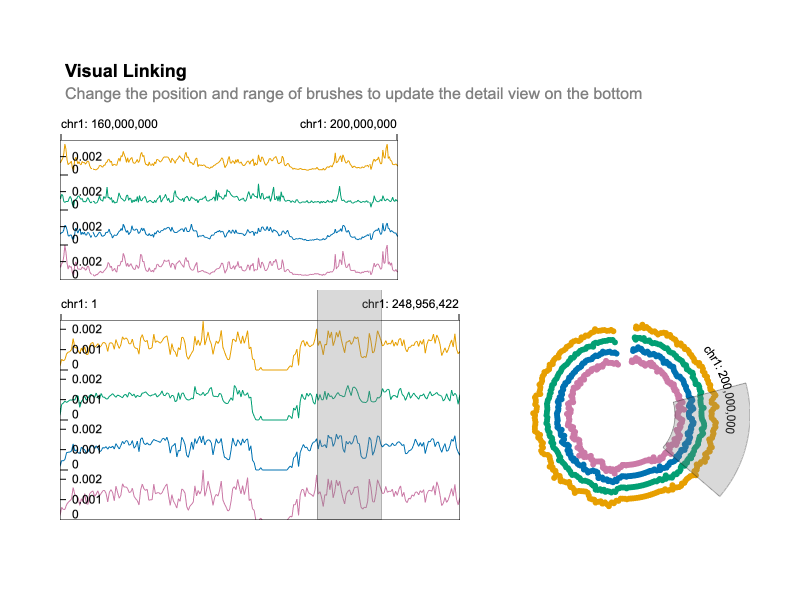 Visual Linking
Change the position and range of brushes to update the detail view on the bottom
chr1: 160,000,000
chr1: 200,000,000
0.002
0
0.002
0
0.002
0
0.002
0
chr1: 1
chr1: 248,956,422
0.002
0.001
0
0.002
0.001
0
0.002
0.001
0
0.002
0.001
0
chr1: 200,000,000